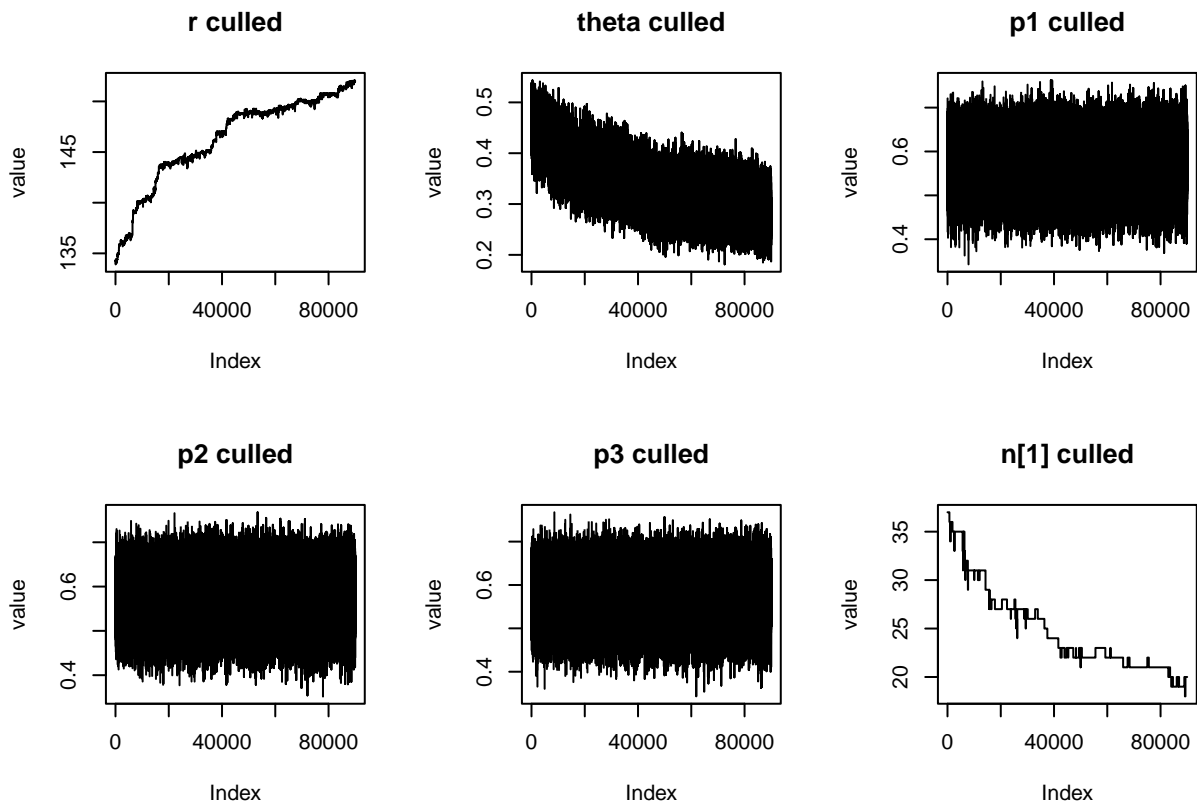 r culled
value
145
135
0
40000
80000
Index
theta culled
value
0.5
0.4
0.3
0.2
0
40000
80000
Index
p1 culled
value
0.6
0.4
0
40000
80000
Index
p2 culled
value
0.6
0.4
0
40000
80000
Index
p3 culled
value
0.6
0.4
0
40000
80000
Index
n[1] culled
value
35
30
25
20
0
40000
80000
Index